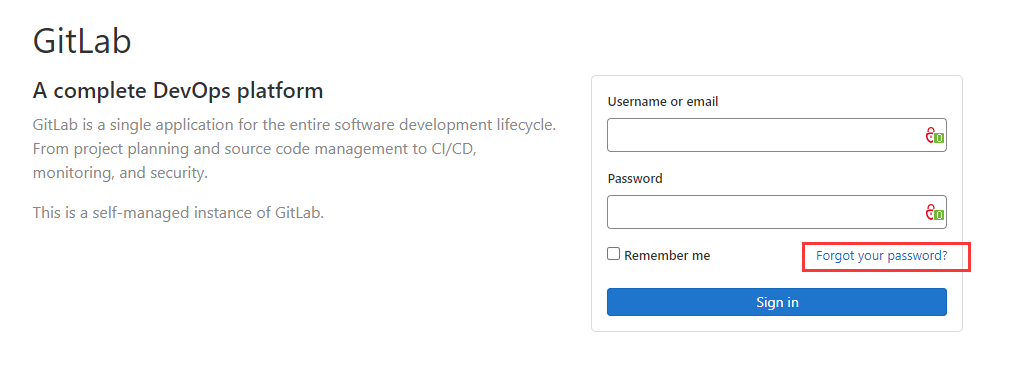 GitLab
A complete DevOps platform
GitLab is a single application for the entire software development lifecycle.
From project planning and source code management to CI/CD,
monitoring, and security.
This is a self-managed instance of GitLab.
Username or email
0
Password
0
Remember me
Forgot your password?
Sign in